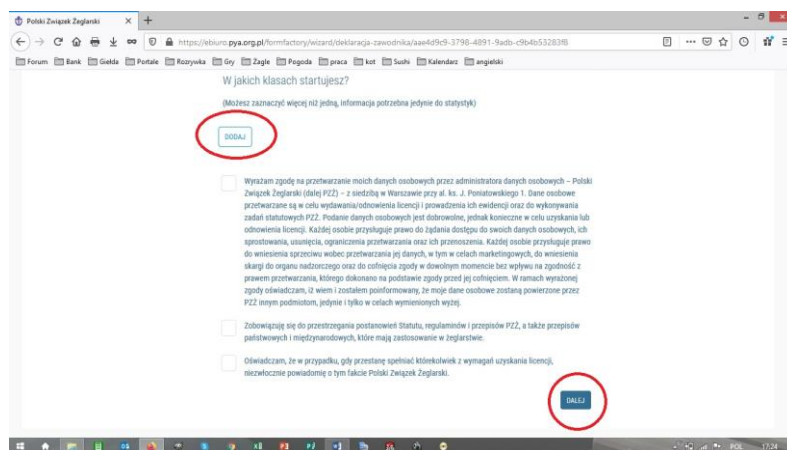 Polski Związek Żeglarski
https://ebiuro.pya.org.pl/formfactory/wizard/deklaracja-zawodnika/aae4d9c9-3798-4891-9adb-c9b4b53283f8
Forum Bank Giełda Portale Rozrywka Gry Żagle Pogoda praca kot Sushi Kalendarz angielski
W jakich klasach startujesz?
(Możesz zaznaczyć więcej niż jedną, informacja potrzebna jedynie do statystyk)
DODAJ
Wyrażam zgodę na przetwarzanie moich danych osobowych przez administratora danych osobowych – Polski
Związek Żeglarski (dalej PZŻ) – z siedzibą w Warszawie przy al. ks. J. Poniatowskiego 1. Dane osobowe
przetwarzane są w celu wydawania/odnowienia licencji i prowadzenia ich ewidencji oraz do wykonywania
zadań statutowych PZŻ. Podanie danych osobowych jest dobrowolne, jednak konieczne w celu uzyskania lub
odnowienia licencji. Każdej osobie przysługuje prawo do żądania dostępu do swoich danych osobowych, ich
sprostowania, usunięcia, ograniczenia przetwarzania oraz ich przenoszenia. Każdej osobie przysługuje prawo
do wniesienia sprzeciwu wobec przetwarzania jej danych, w tym w celach marketingowych, do wniesienia
skargi do organu nadzorczego oraz do cofnięcia zgody w dowolnym momencie bez wpływu na zgodność z
prawem przetwarzania, którego dokonano na podstawie zgody przed jej cofnięciem. W ramach wyrażonej
zgody oświadczam, iż wiem i zostałem poinformowany, że moje dane osobowe zostaną powierzone przez
PZŻ innym podmiotom, jedynie i tylko w celach wymienionych wyżej.
Zobowiązuję się do przestrzegania postanowień Statutu, regulaminów i przepisów PZŻ, a także przepisów
państwowych i międzynarodowych, które mają zastosowanie w żeglarstwie.
Oświadczam, że w przypadku, gdy przestanę spełniać którekolwiek z wymagań uzyskania licencji,
niezwłocznie powiadomię o tym fakcie Polski Związek Żeglarski.
DALEJ
POL 17:24